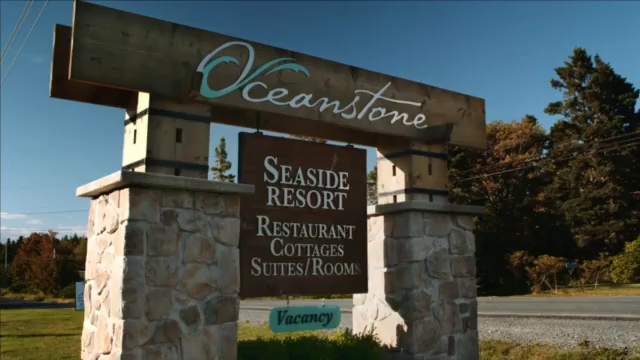 Oceanstone
SEASIDE
RESORT
RESTAURANT
COTTAGES
SUITES/ROOMS
Vacancy